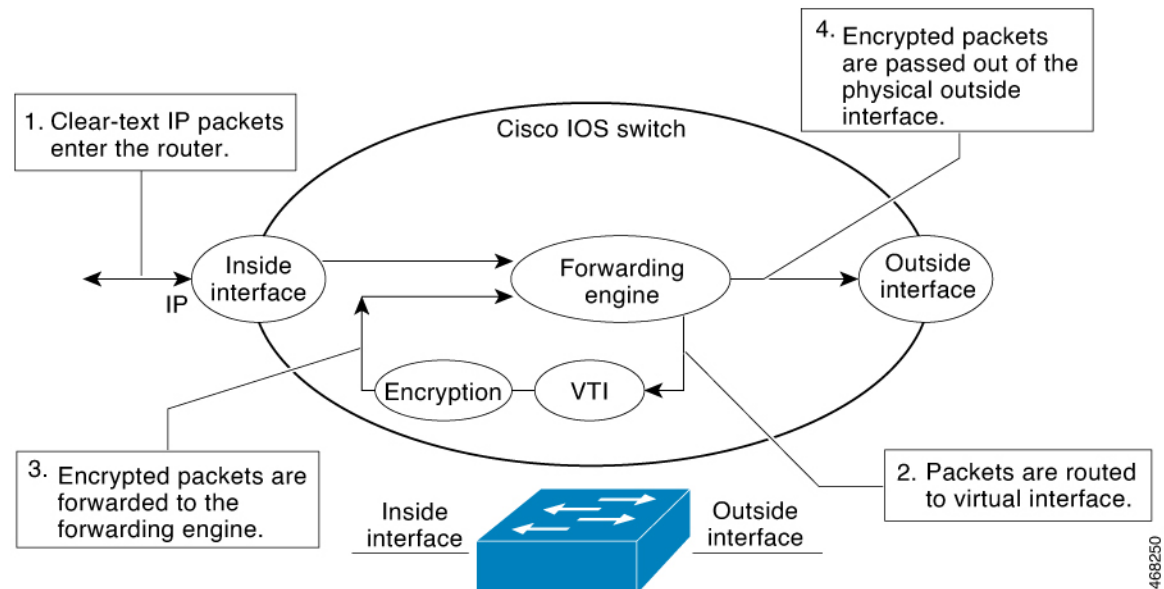 1. Clear-text IP packets
enter the router.
4. Encrypted packets
are passed out of the
physical outside
interface.
Cisco IOS switch
Inside
interface
IP
Forwarding
engine
Outside
interface
Encryption
VTI
3. Encrypted packets are
forwarded to the
forwarding engine.
2. Packets are routed
to virtual interface.
Inside
interface
Outside
interface
468250